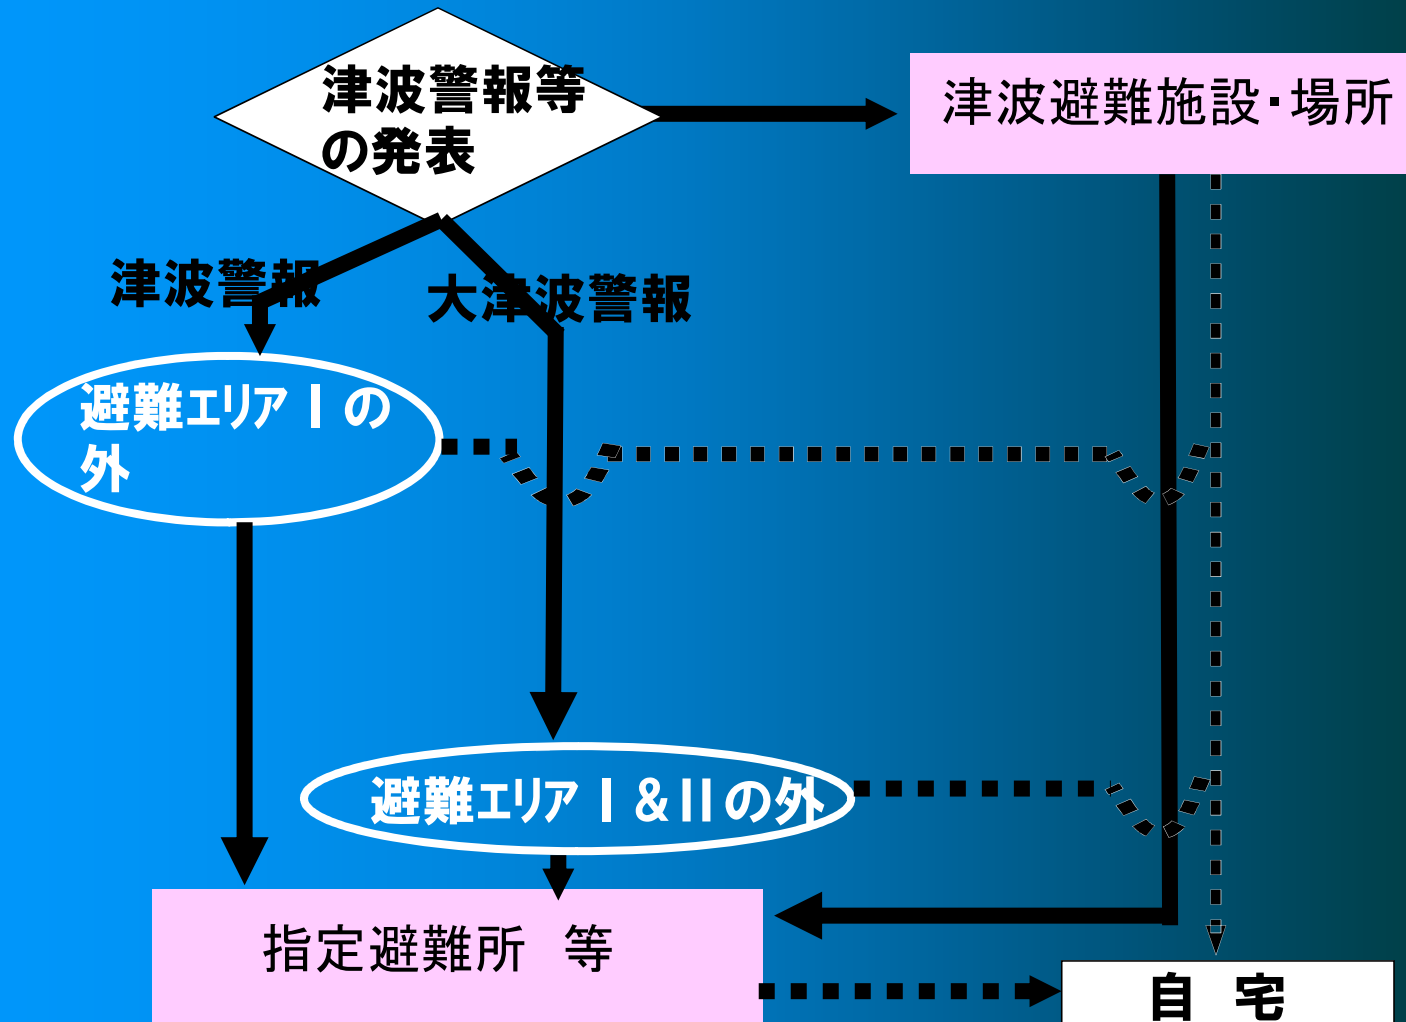 津波警報等
の発表
津波避難施設・場所
津波警報
大津波警報
避難エリアⅠの
外
避難エリアⅠ&IIの外
指定避難所　等
自　宅